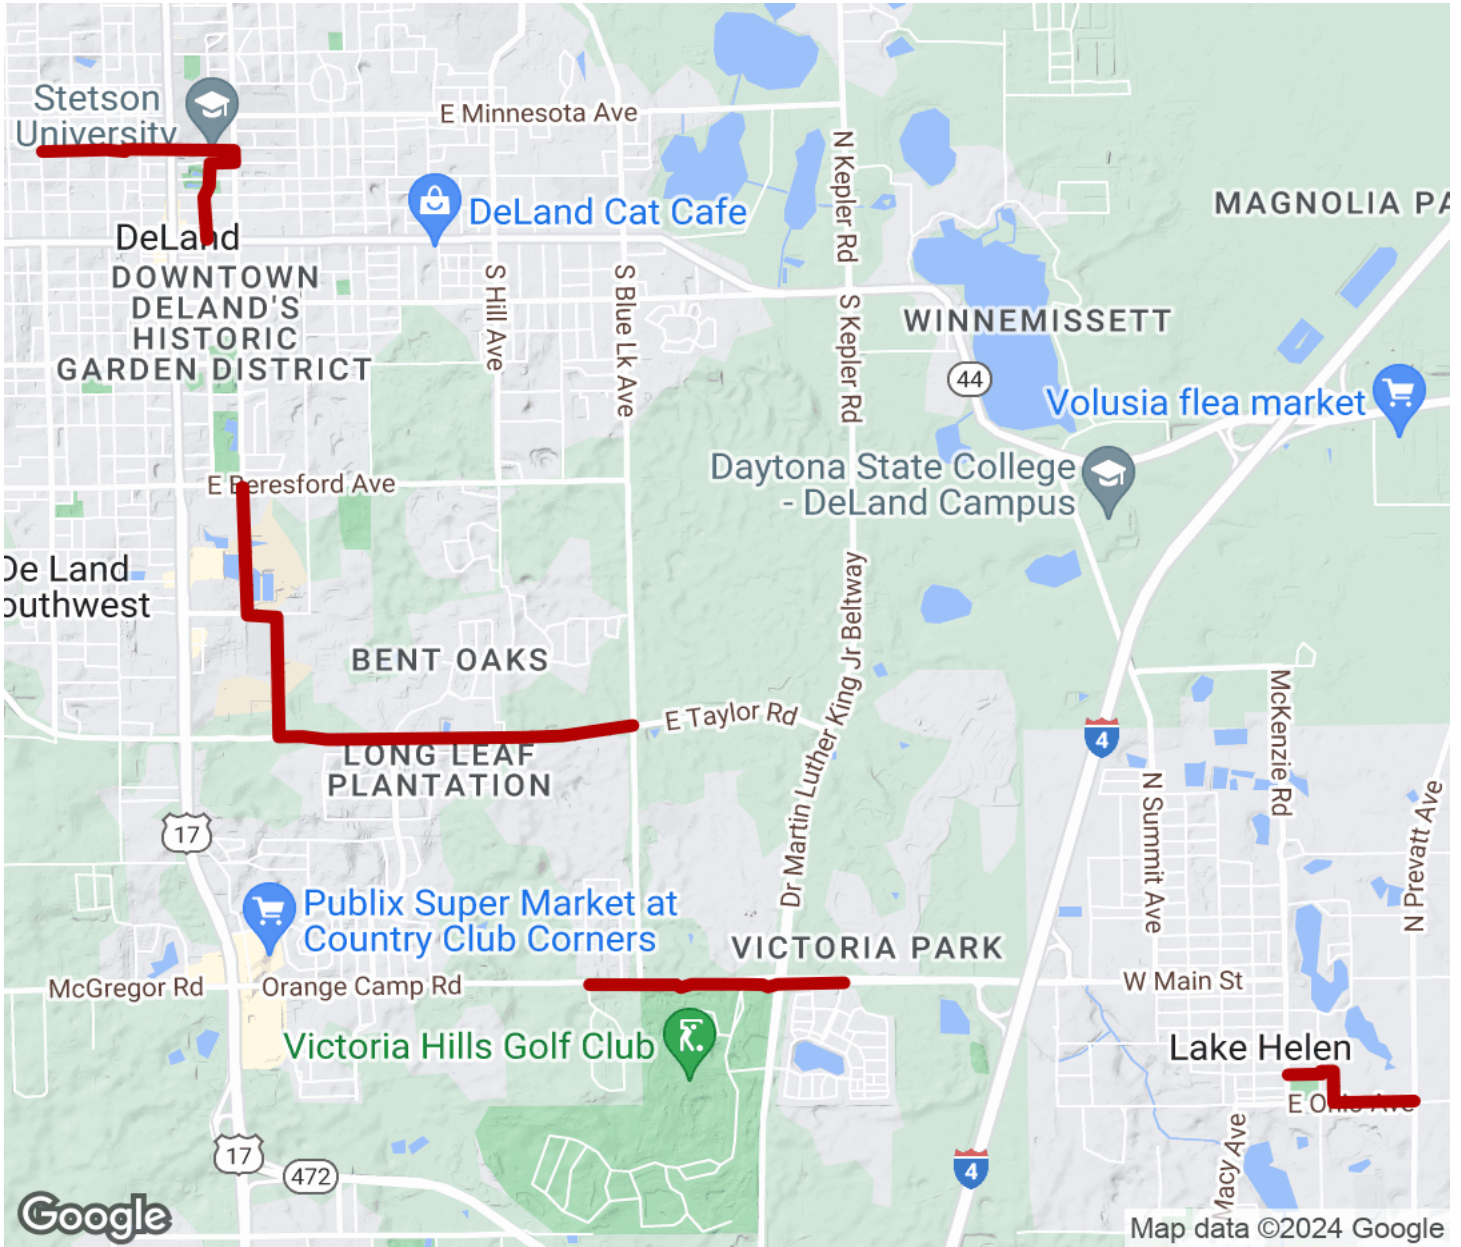 Stetson
University
E Minnesota Ave
N Kepler Rd
MAGNOLIA PA
DeLand Cat Cafe
DeLand
DOWNTOWN
DELAND'S
HISTORIC
GARDEN DISTRICT
S Hill Ave
S Blue Lk Ave
S Kepler Rd
WINNEMISSETT
44
Volusia flea market
Daytona State College
- DeLand Campus
E Beresford Ave
De Land
outhwest
BENT OAKS
Dr Martin Luther King Jr Beltway
E Taylor Rd
LONG LEAF
PLANTATION
4
McKenzie Rd
N Summit Ave
N Prevatt Ave
17
Publix Super Market at
Country Club Corners
VICTORIA PARK
McGregor Rd
Orange Camp Rd
W Main St
Victoria Hills Golf Club
Lake Helen
E Ohio Ave
Macy Ave
17
472
4
Google
Map data ©2024 Google